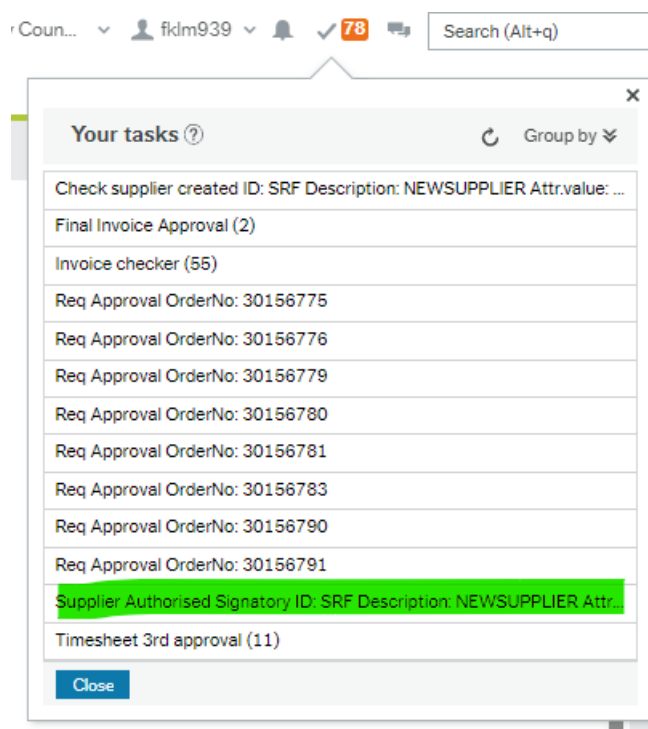 Coun... fklm939 78 Search (Alt+q)
Your tasks ? Group by
Check supplier created ID: SRF Description: NEWSUPPLIER Attr.value: ...
Final Invoice Approval (2)
Invoice checker (55)
Req Approval OrderNo: 30156775
Req Approval OrderNo: 30156776
Req Approval OrderNo: 30156779
Req Approval OrderNo: 30156780
Req Approval OrderNo: 30156781
Req Approval OrderNo: 30156783
Req Approval OrderNo: 30156790
Req Approval OrderNo: 30156791
Supplier Authorised Signatory ID: SRF Description: NEWSUPPLIER Attr...
Timesheet 3rd approval (11)
Close